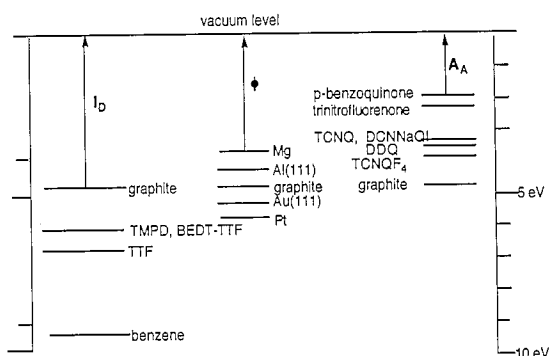 vacuum level
I_D
ϕ
A_A
p-benzoquinone
trinitrofluorenone
TCNQ, DCNNaQI
DDQ
TCNQF₄
graphite
Mg
Al(111)
graphite
Au(111)
Pt
graphite
TMPD, BEDT-TTF
TTF
benzene
5 eV
10 eV